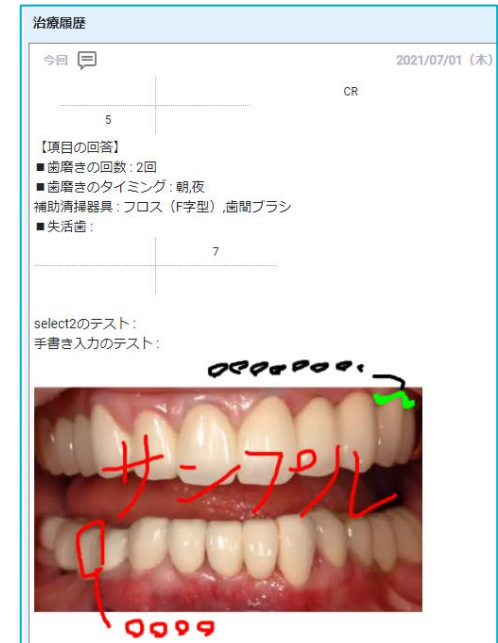 治療履歴
今回 2021/07/01（木）
CR
5
【項目の回答】
■歯磨きの回数 : 2回
■歯磨きのタイミング : 朝,夜
補助清掃器具 : フロス（F字型）,歯間ブラシ
■失活歯 :
7
select2のテスト :
手書き入力のテスト :
サンプル